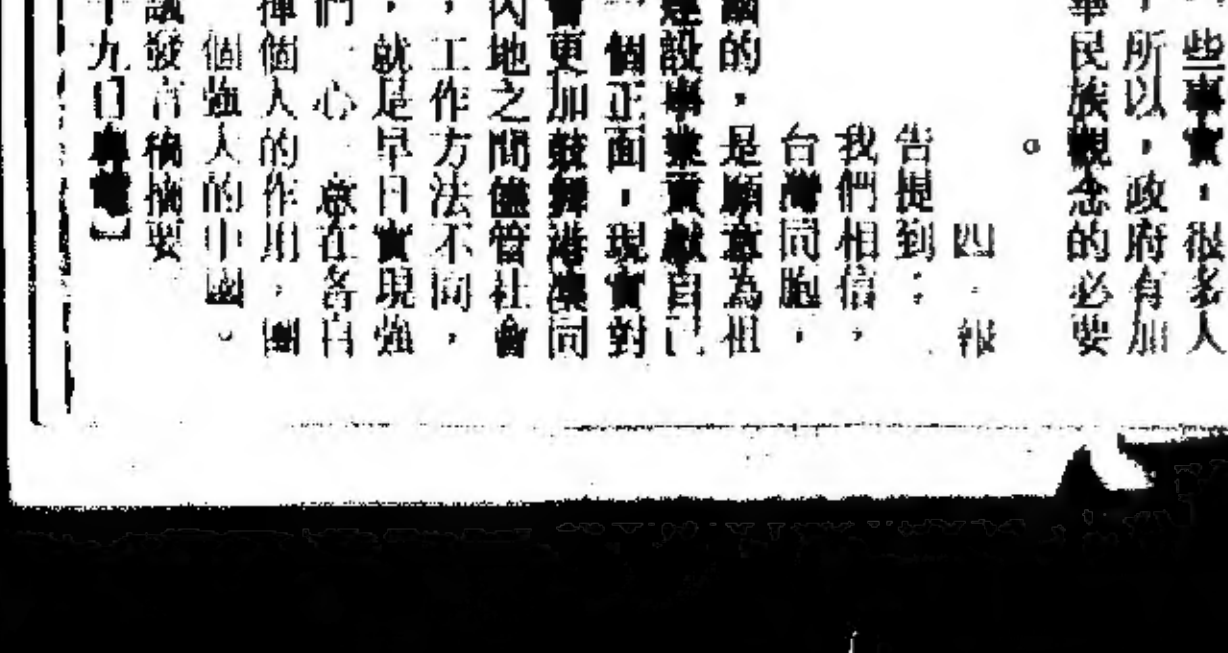 一些事實，很多人
，所以，政府有加
華民族觀念的必要
。
四、報
告提到：
我們相信，
台灣同胞，
國的，是願意為祖
建設事業貢獻自己
一個正面，現實對
會更加鼓舞港澳同
內地之間儘管社會
，工作方法不同，
，就是早日實現強
們一心一意在各自
揮個人的作用，團
個強大的中國。
議發言稿摘要
十九日專電】